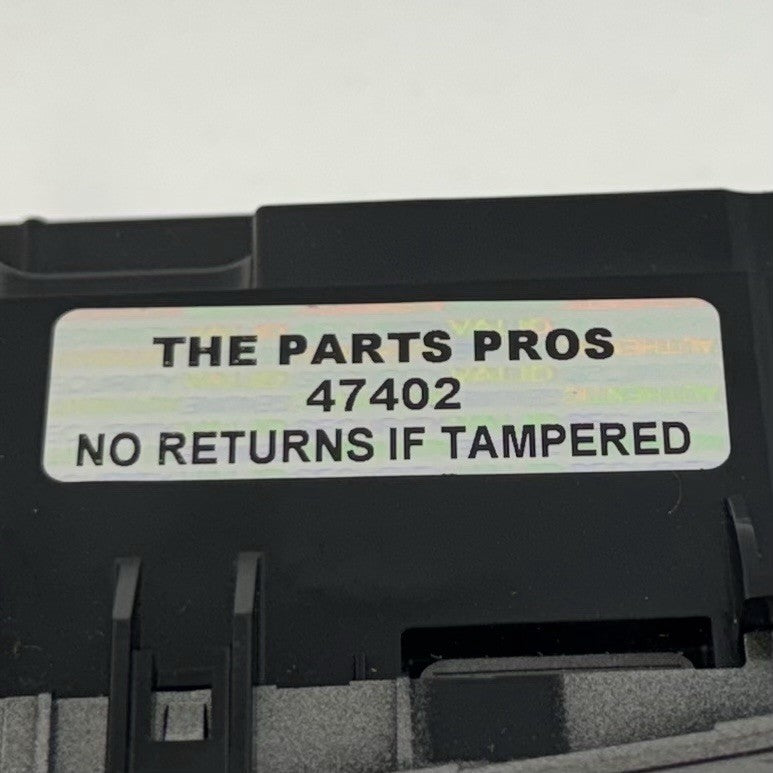 THE PARTS PROS
47402
NO RETURNS IF TAMPERED